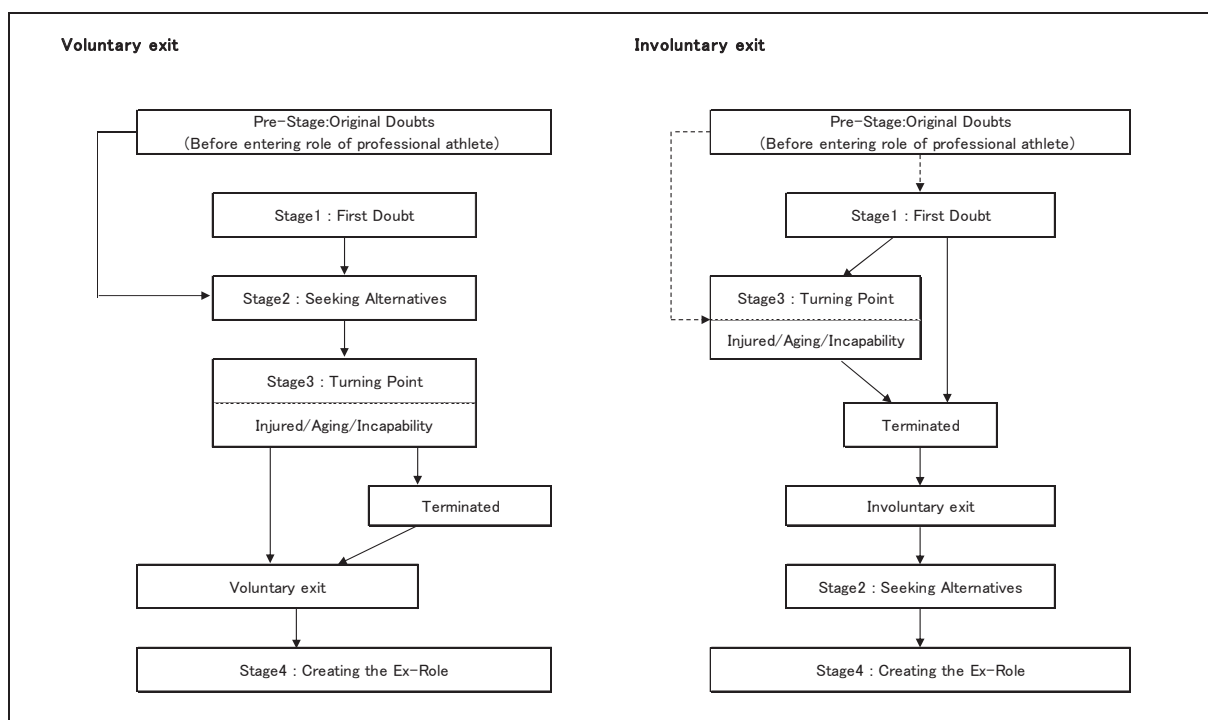 Voluntary exit
Pre-Stage:Original Doubts
(Before entering role of professional athlete)
Stage1 : First Doubt
Stage2 : Seeking Alternatives
Stage3 : Turning Point
Injured/Aging/Incapability
Terminated
Voluntary exit
Stage4 : Creating the Ex-Role
Involuntary exit
Pre-Stage:Original Doubts
(Before entering role of professional athlete)
Stage1 : First Doubt
Stage3 : Turning Point
Injured/Aging/Incapability
Terminated
Involuntary exit
Stage2 : Seeking Alternatives
Stage4 : Creating the Ex-Role